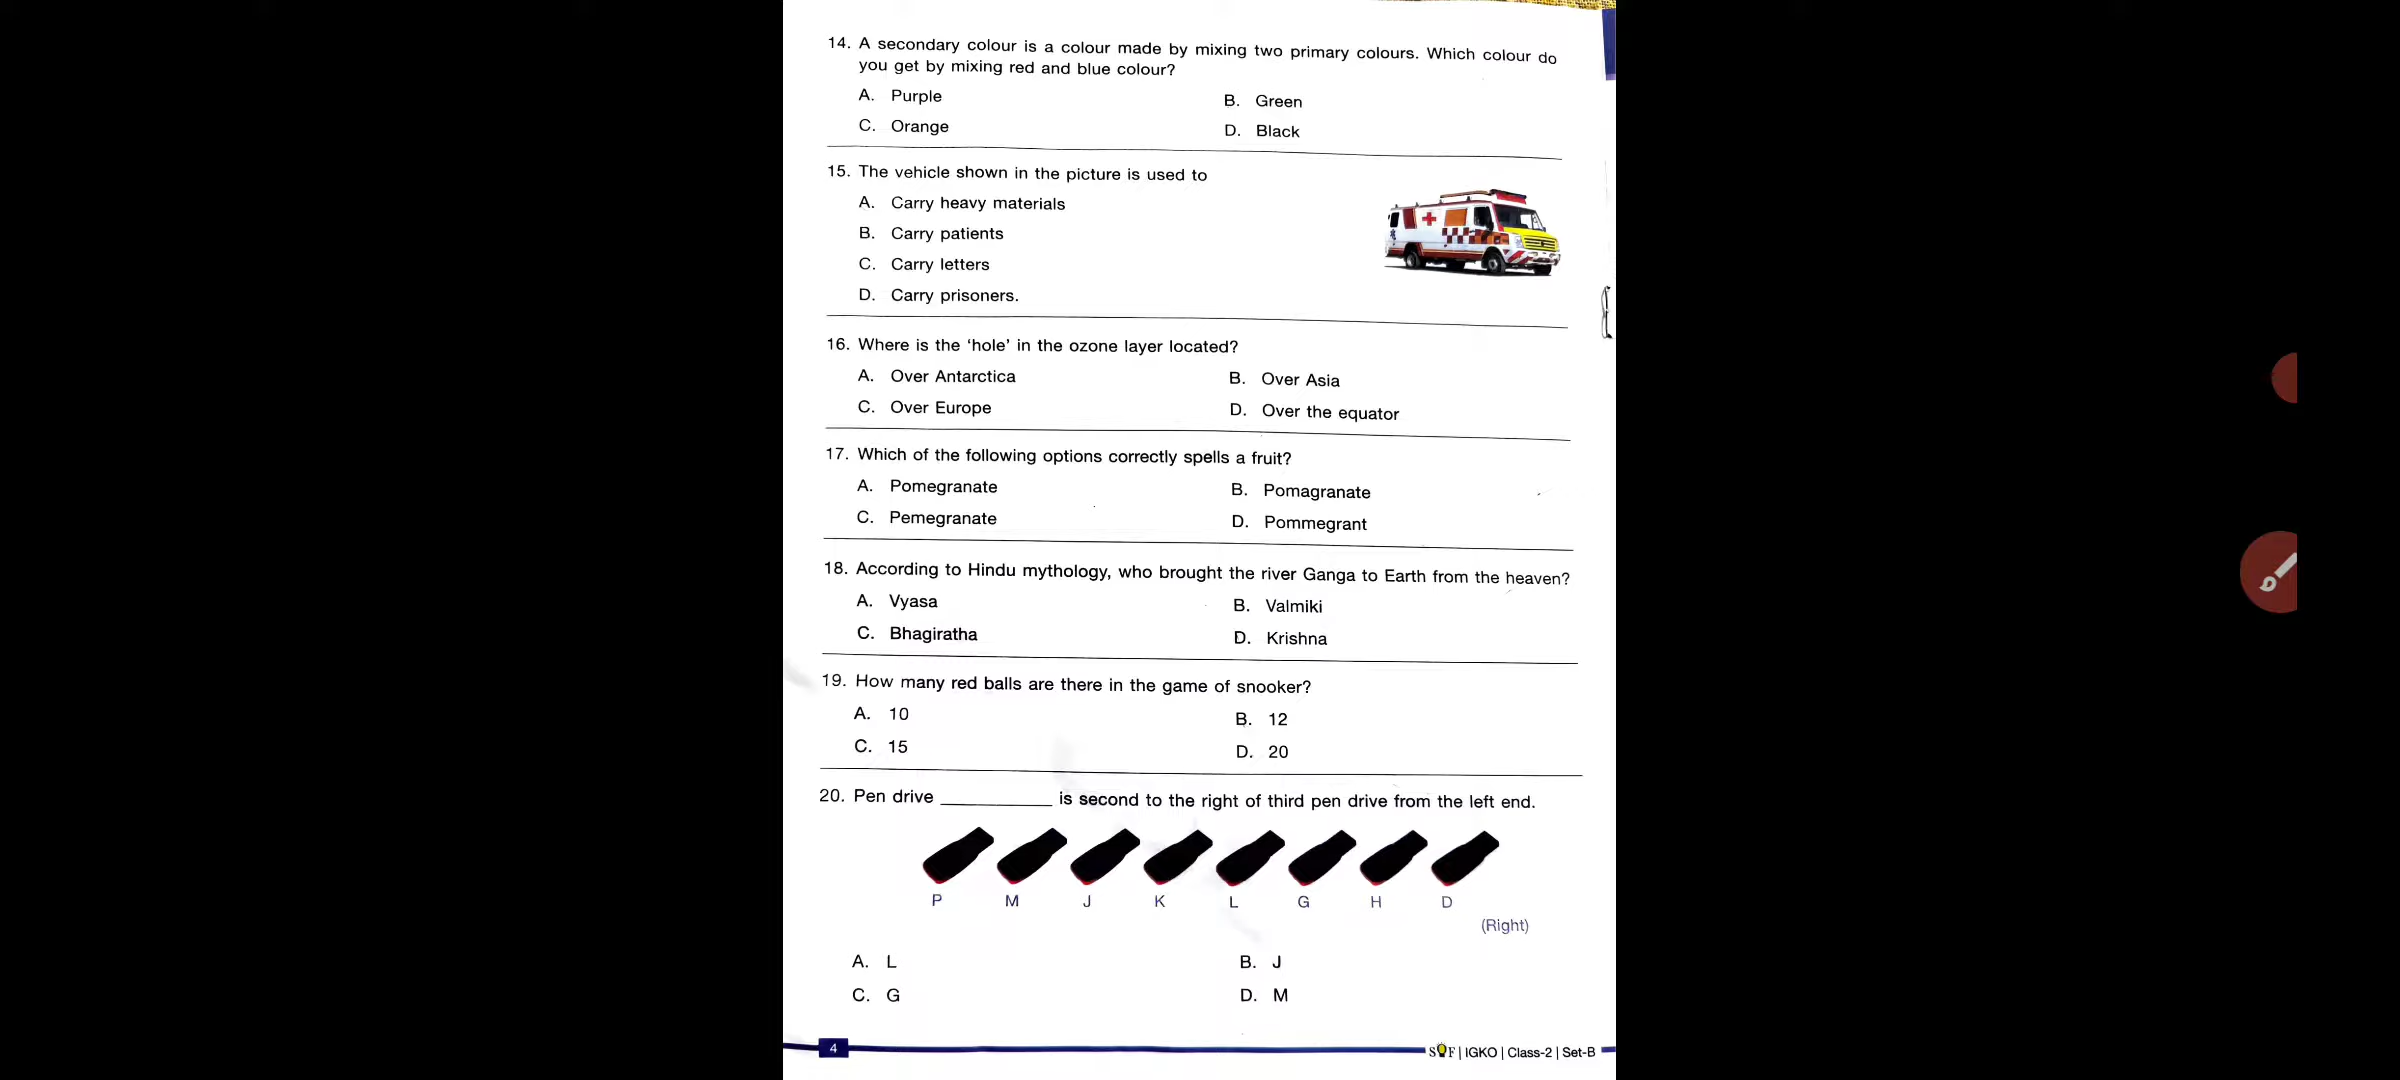 14. A secondary colour is a colour made by mixing two primary colours. Which colour do
you get by mixing red and blue colour?
A. Purple B. Green
C. Orange D. Black
15. The vehicle shown in the picture is used to
A. Carry heavy materials
B. Carry patients
C. Carry letters
D. Carry prisoners.
16. Where is the ‘hole’ in the ozone layer located?
A. Over Antarctica B. Over Asia
C. Over Europe D. Over the equator
17. Which of the following options correctly spells a fruit?
A. Pomegranate B. Pomagranate
C. Pemegranate D. Pommegrant
18. According to Hindu mythology, who brought the river Ganga to Earth from the heaven?
A. Vyasa B. Valmiki
C. Bhagiratha D. Krishna
19. How many red balls are there in the game of snooker?
A. 10 B. 12
C. 15 D. 20
20. Pen drive __________ is second to the right of third pen drive from the left end.
P M J K L G H D
(Right)
A. L B. J
C. G D. M
4 SOF | IGKO | Class-2 | Set-B